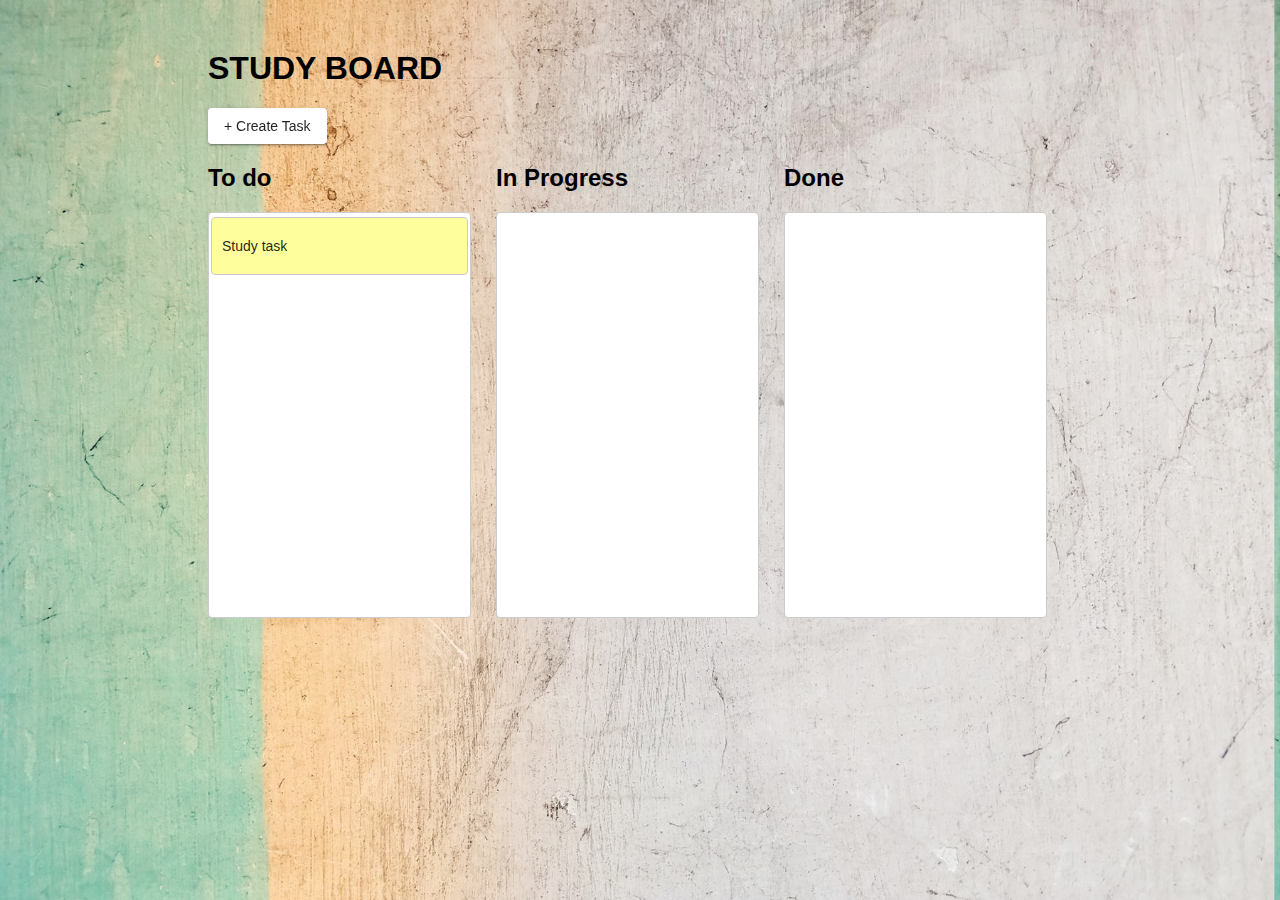 STUDY BOARD
+ Create Task
To do
In Progress
Done
Study task